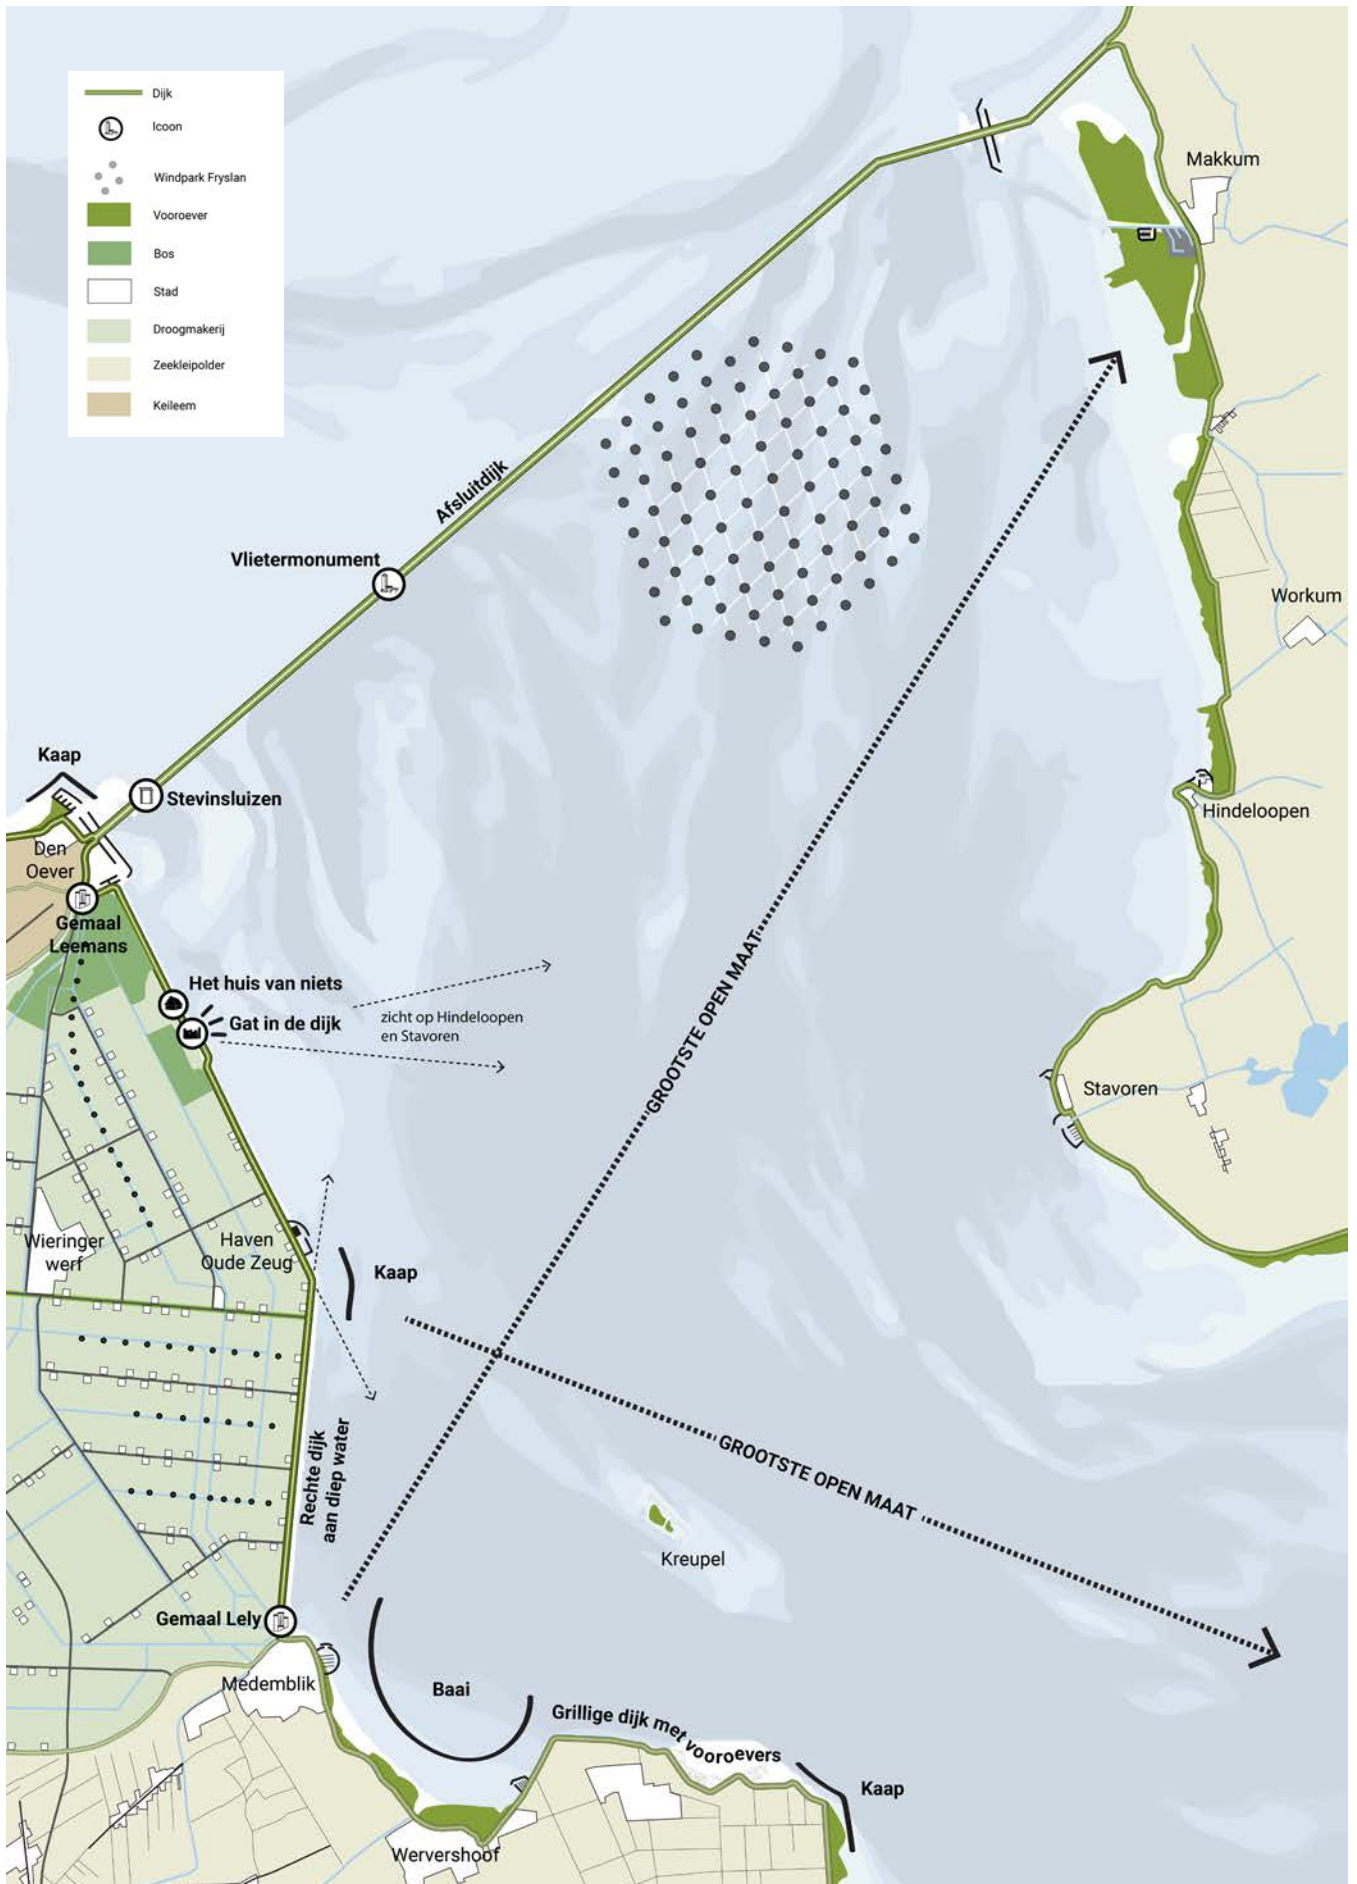 Dijk
Icoon
Windpark Fryslan
Vooroever
Bos
Stad
Droogmakerij
Zeekleipolder
Keileem
Makkum
Afsluitdijk
Vlietermonument
Workum
Kaap
Stevinsluizen
Hindeloopen
Den
Oever
Gemaal
Leemans
Het huis van niets
Gat in de dijk
zicht op Hindeloopen
en Stavoren
GROOTSTE OPEN MAAT
Stavoren
Wieringer
werf
Haven
Oude Zeug
Kaap
Rechte dijk
aan diep water
GROOTSTE OPEN MAAT
Kreupel
Gemaal Lely
Medemblik
Baai
Grillige dijk met
vooroevers
Kaap
Wervershoof